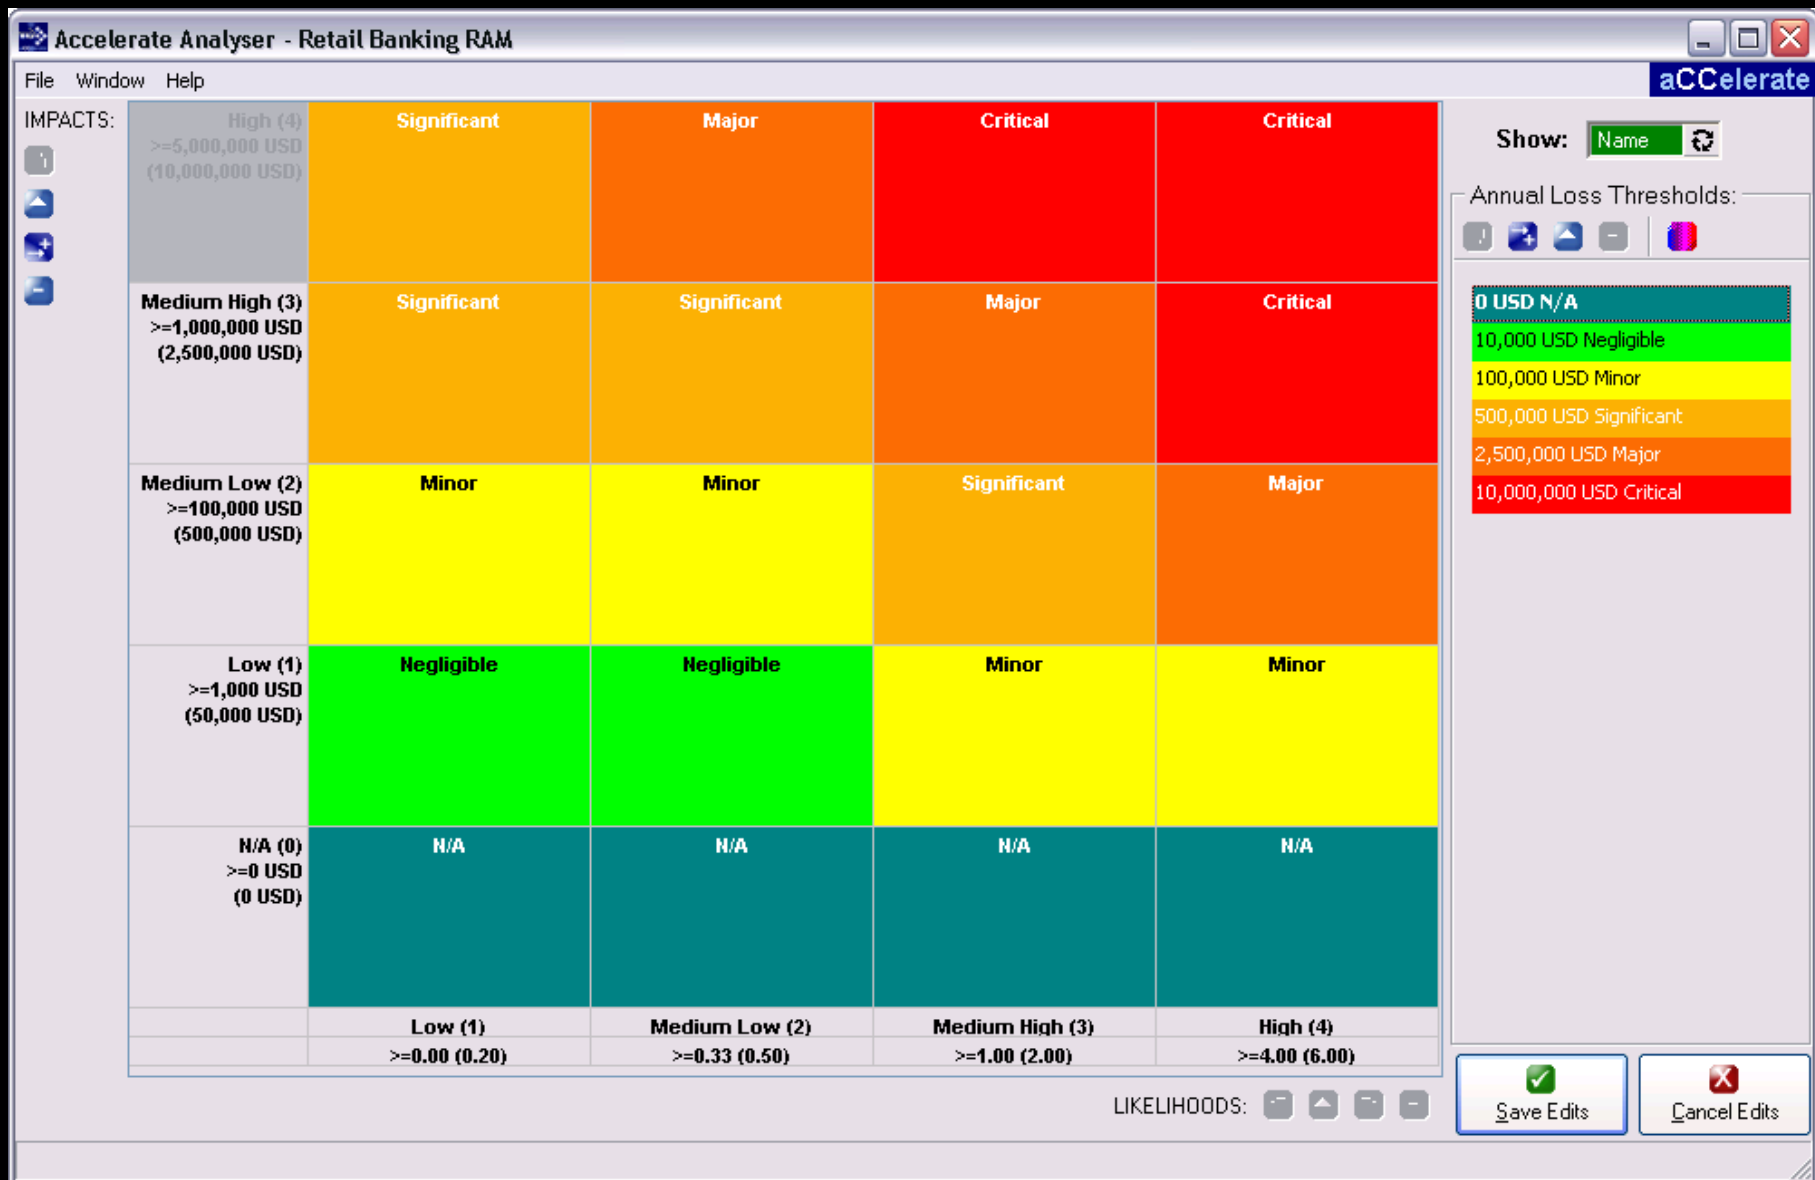 Accelerate Analyser - Retail Banking RAM
File Window Help
aCCelerate
IMPACTS:
High (4)
>=5,000,000 USD
(10,000,000 USD)
Significant
Major
Critical
Critical
Medium High (3)
>=1,000,000 USD
(2,500,000 USD)
Significant
Significant
Major
Critical
Medium Low (2)
>=100,000 USD
(500,000 USD)
Minor
Minor
Significant
Major
Low (1)
>=1,000 USD
(50,000 USD)
Negligible
Negligible
Minor
Minor
N/A (0)
>=0 USD
(0 USD)
N/A
N/A
N/A
N/A
Low (1)
Medium Low (2)
Medium High (3)
High (4)
>=0.00 (0.20)
>=0.33 (0.50)
>=1.00 (2.00)
>=4.00 (6.00)
LIKELIHOODS:
Show: Name
Annual Loss Thresholds:
0 USD N/A
10,000 USD Negligible
100,000 USD Minor
500,000 USD Significant
2,500,000 USD Major
10,000,000 USD Critical
Save Edits
Cancel Edits